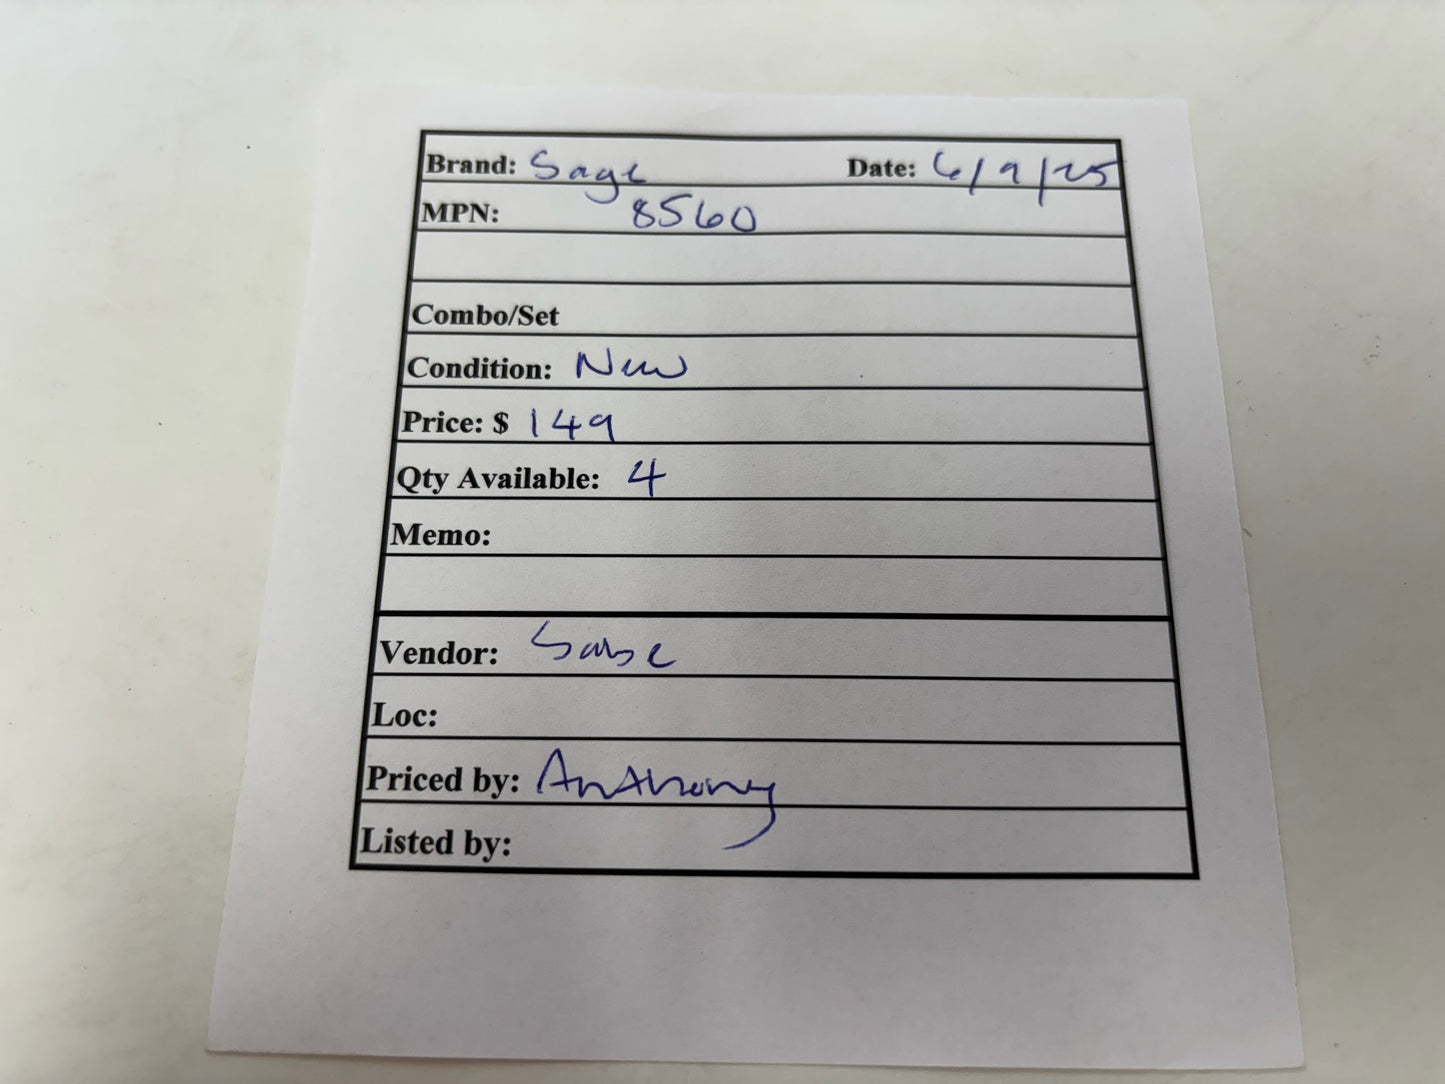 Brand: Sage Date: 6/9/25
MPN: 8560
Combo/Set
Condition: New
Price: $ 149
Qty Available: 4
Memo:
Vendor:
Loc:
Priced by: Anthony
Listed by: